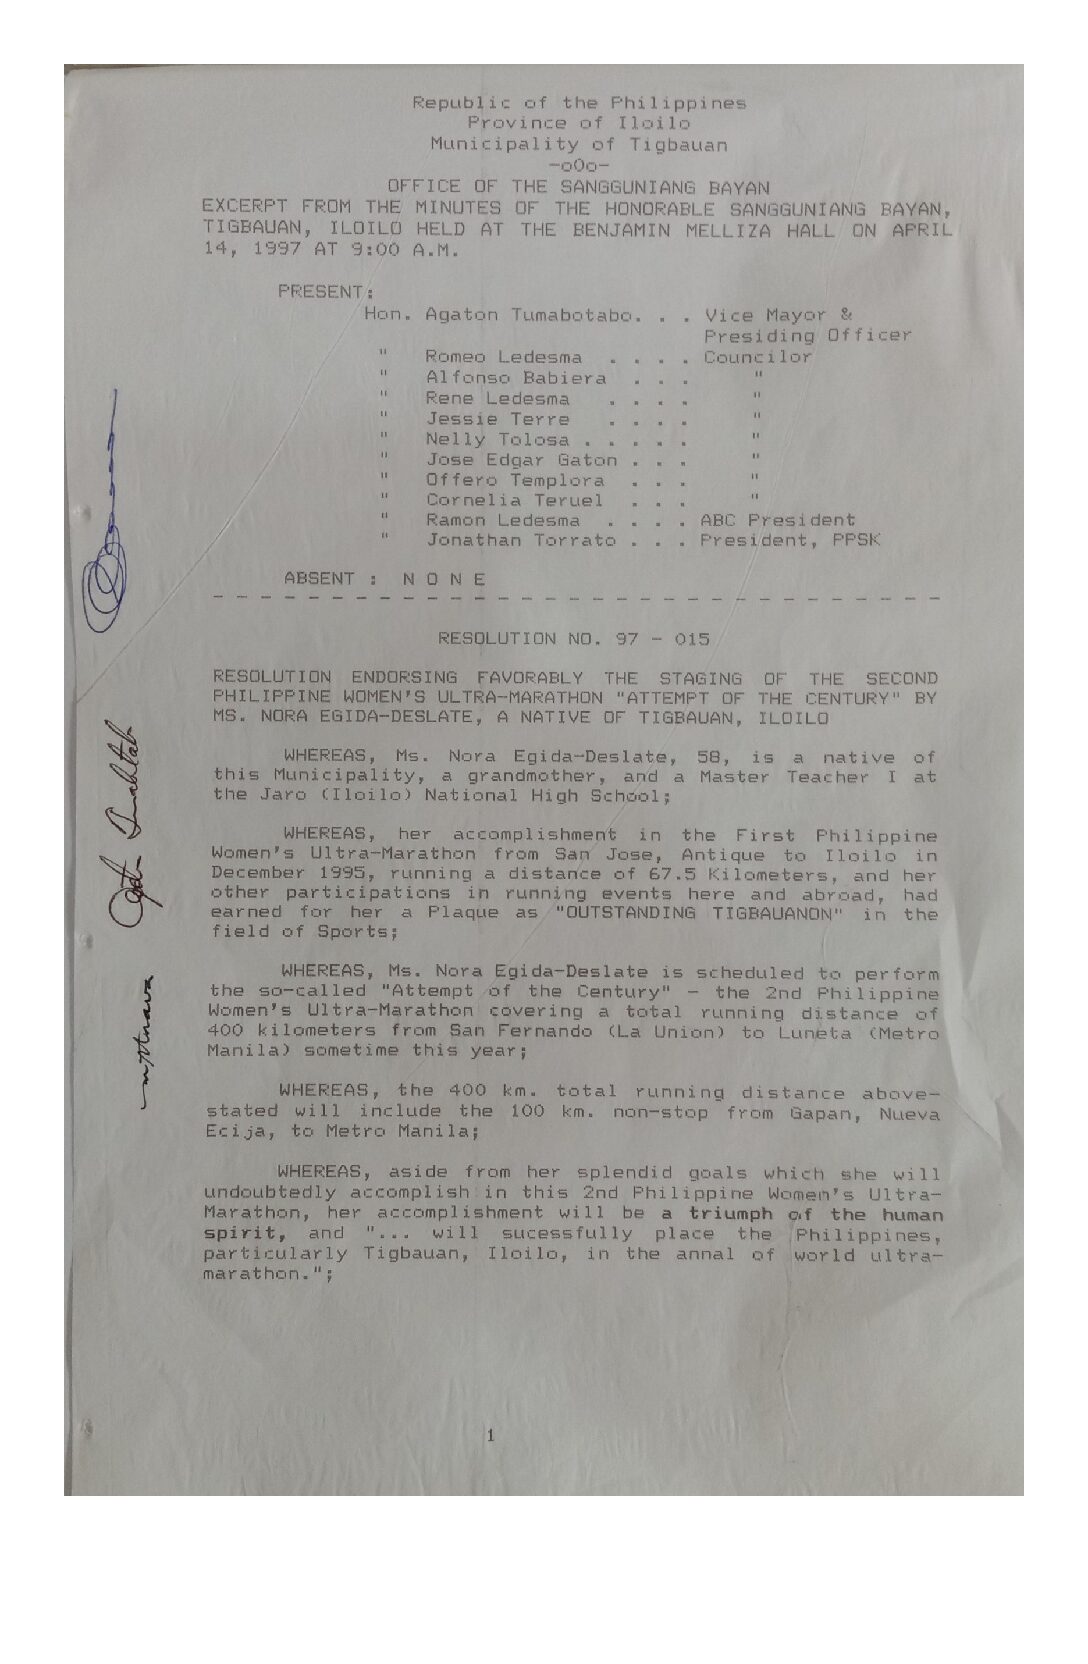 Republic of the Philippines
Province of Iloilo
Municipality of Tigbauan
-oOo-
OFFICE OF THE SANGGUNIANG BAYAN
EXCERPT FROM THE MINUTES OF THE HONORABLE SANGGUNIANG BAYAN,
TIGBAUAN, ILOILO HELD AT THE BENJAMIN MELLIZA HALL ON APRIL
14, 1997 AT 9:00 A.M.
PRESENT:
Hon. Agaton Tumabotabo. . . Vice Mayor &
Presiding Officer
" Romeo Ledesma . . . . Councilor
" Alfonso Babiera . . . "
" Rene Ledesma . . . . "
" Jessie Terre . . . . "
" Nelly Tolosa . . . . . "
" Jose Edgar Gaton . . . "
" Offero Templora . . . "
" Cornelia Teruel . . . "
" Ramon Ledesma . . . . ABC President
" Jonathan Torrato . . . President, PPSK
ABSENT : N O N E
- - - - - - - - - - - - - - - - - - - - - - - - - - - - - - -
RESOLUTION NO. 97 - 015
RESOLUTION ENDORSING FAVORABLY THE STAGING OF THE SECOND
PHILIPPINE WOMEN'S ULTRA-MARATHON "ATTEMPT OF THE CENTURY" BY
MS. NORA EGIDA-DESLATE, A NATIVE OF TIGBAUAN, ILOILO
WHEREAS, Ms. Nora Egida-Deslate, 58, is a native of
this Municipality, a grandmother, and a Master Teacher I at
the Jaro (Iloilo) National High School;
WHEREAS, her accomplishment in the First Philippine
Women's Ultra-Marathon from San Jose, Antique to Iloilo in
December 1995, running a distance of 67.5 Kilometers, and her
other participations in running events here and abroad, had
earned for her a Plaque as "OUTSTANDING TIGBAUANON" in the
field of Sports;
WHEREAS, Ms. Nora Egida-Deslate is scheduled to perform
the so-called "Attempt of the Century" - the 2nd Philippine
Women's Ultra-Marathon covering a total running distance of
400 kilometers from San Fernando (La Union) to Luneta (Metro
Manila) sometime this year;
WHEREAS, the 400 km. total running distance above-
stated will include the 100 km. non-stop from Gapan, Nueva
Ecija, to Metro Manila;
WHEREAS, aside from her splendid goals which she will
undoubtedly accomplish in this 2nd Philippine Women's Ultra-
Marathon, her accomplishment will be a triumph of the human
spirit, and "... will sucessfully place the Philippines,
particularly Tigbauan, Iloilo, in the annal of world ultra-
marathon.";
1